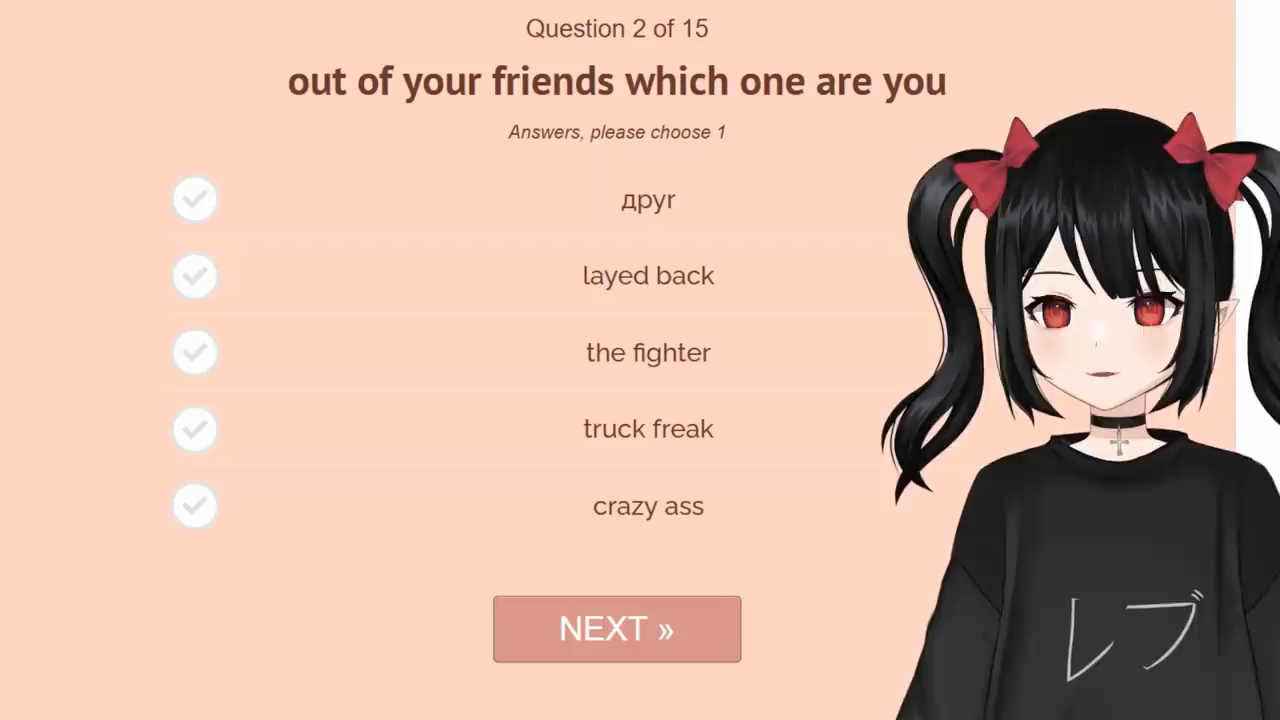 Question 2 of 15
out of your friends which one are you
Answers, please choose 1
друг
layed back
the fighter
truck freak
crazy ass
NEXT »
レブ